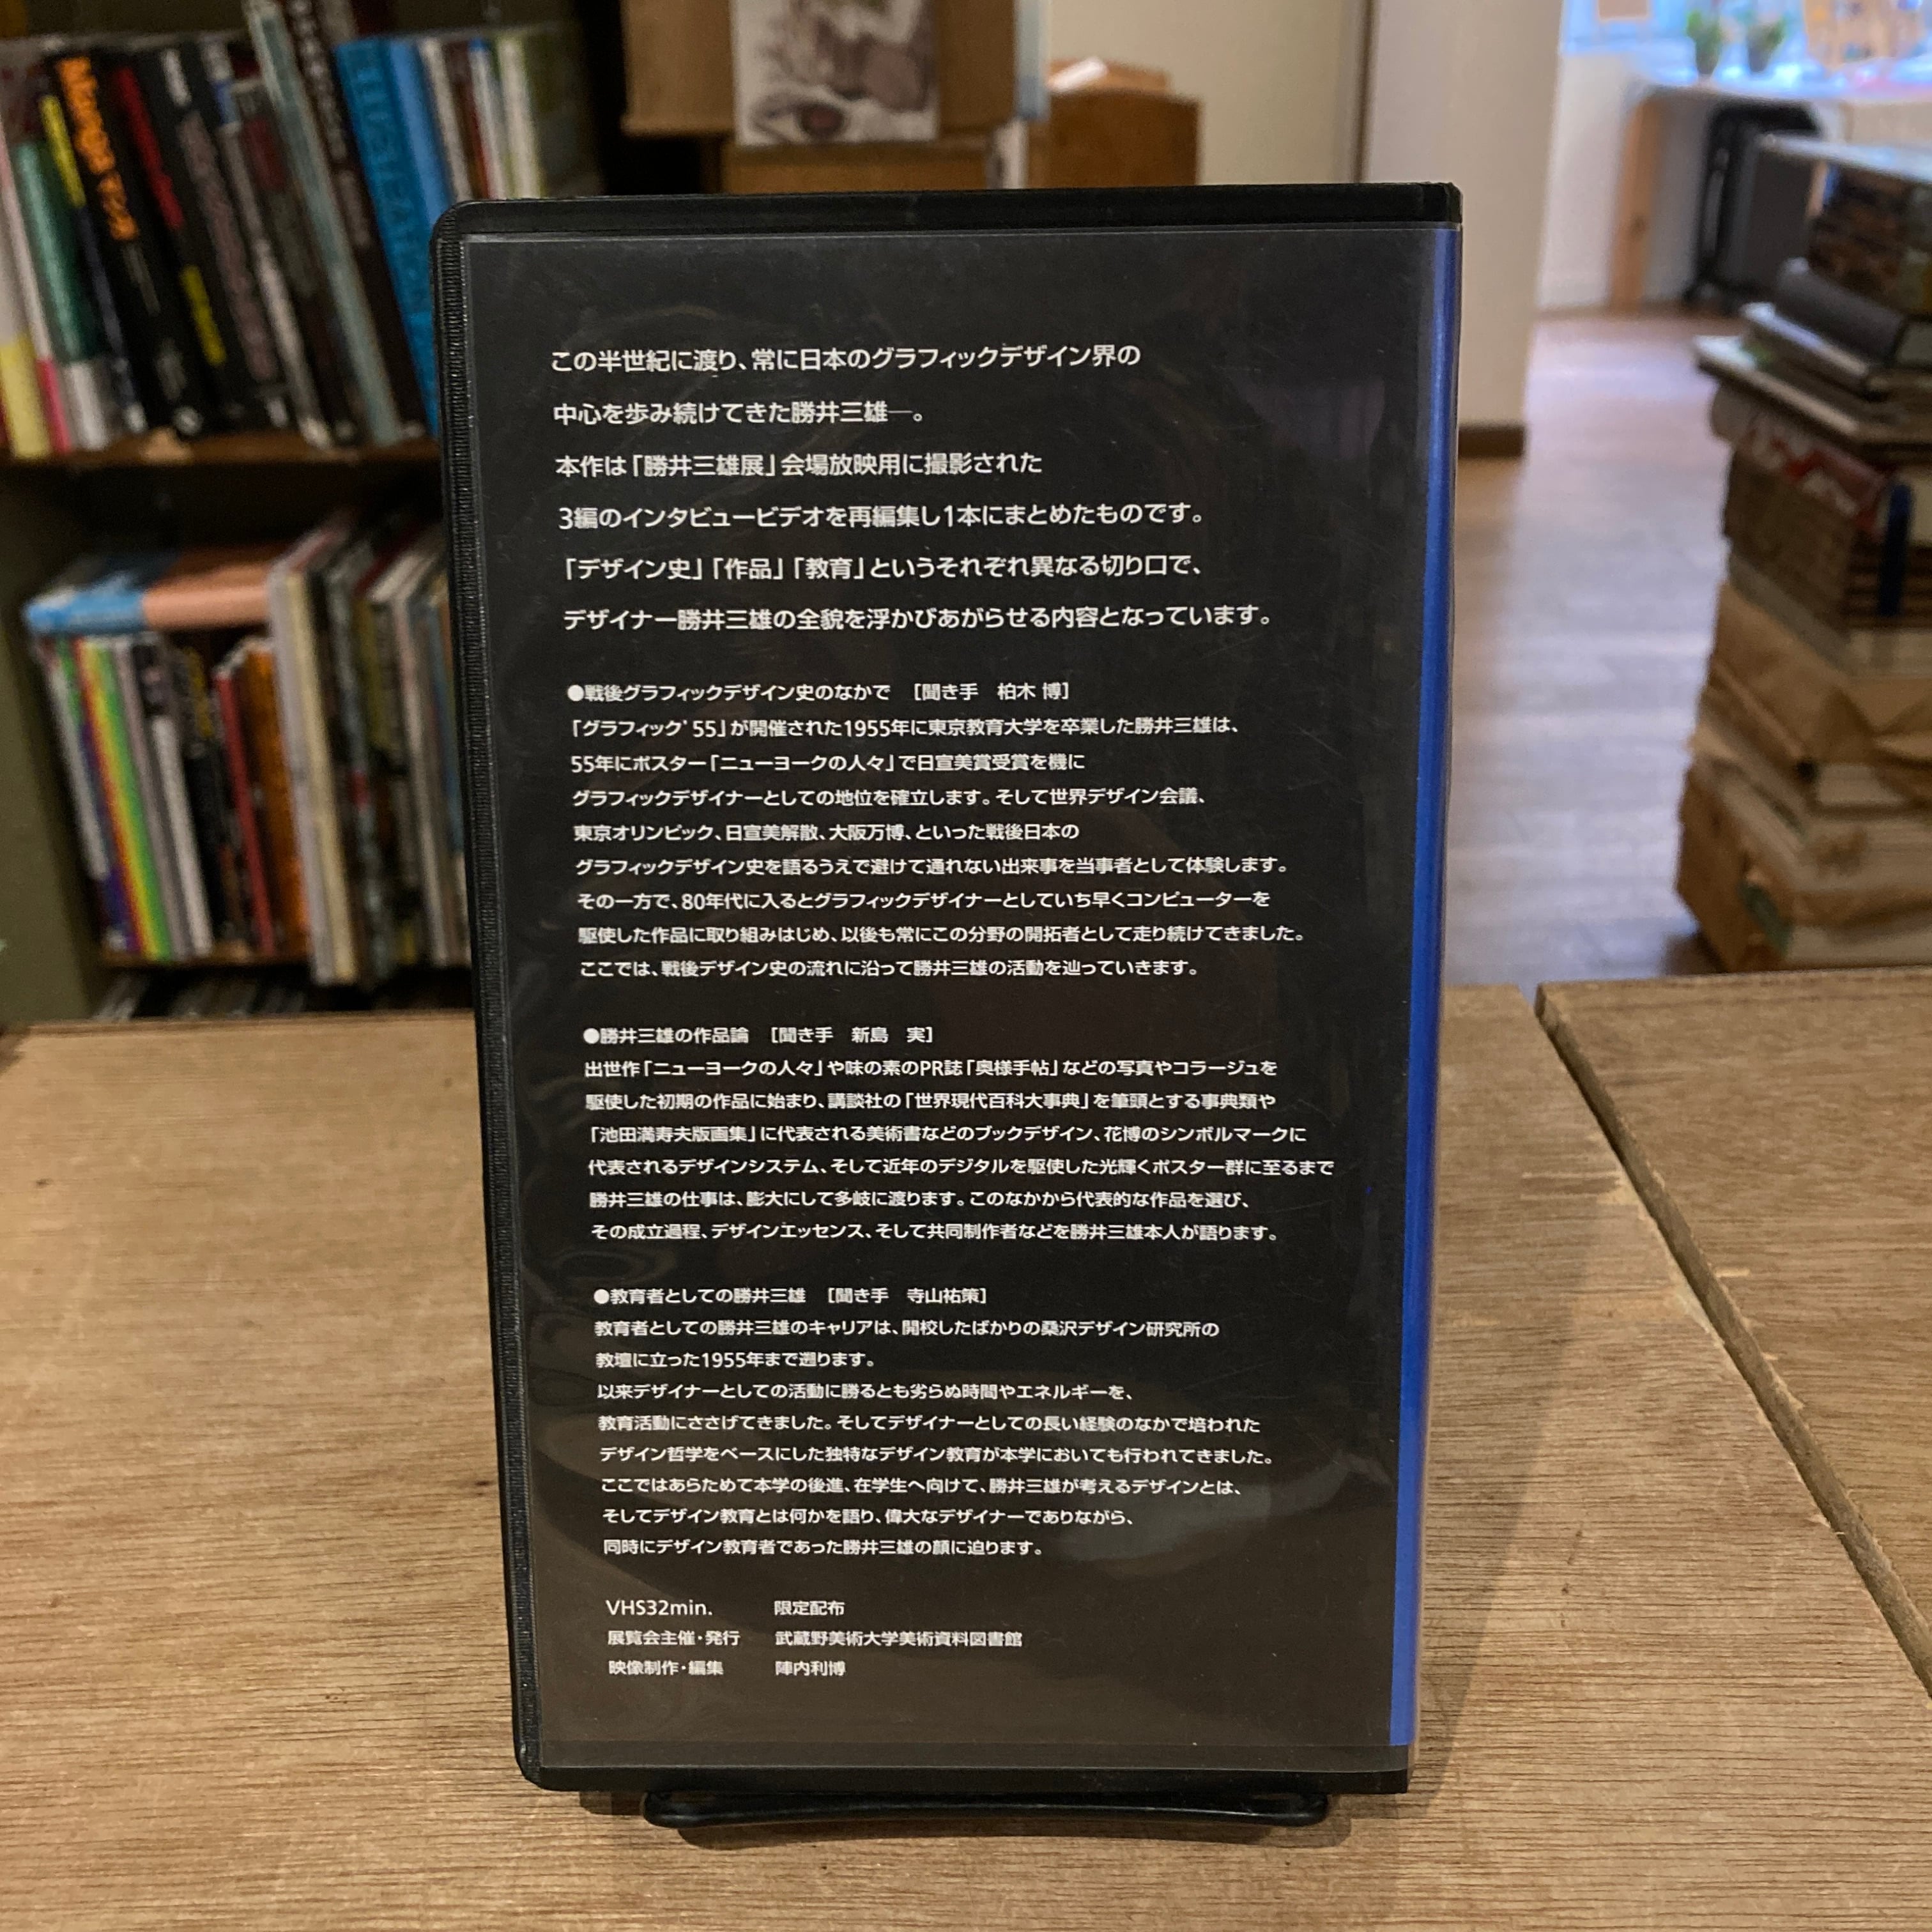 Manga マンガ
この半世紀に渡り、常に日本のグラフィックデザイン界の
中心を歩み続けてきた勝井三雄―。
本作は「勝井三雄展」会場放映用に撮影された
3編のインタビュービデオを再編集し1本にまとめたものです。
「デザイン史」「作品」「教育」というそれぞれ異なる切り口で、
デザイナー勝井三雄の全貌を浮かびあがらせる内容となっています。
●戦後グラフィックデザイン史のなかで　[聞き手　柏木 博]
「グラフィック'55」が開催された1955年に東京教育大学を卒業した勝井三雄は、
55年にポスター「ニューヨークの人々」で日宣美賞受賞を機に
グラフィックデザイナーとしての地位を確立します。そして世界デザイン会議、
東京オリンピック、日宣美解散、大阪万博、といった戦後日本の
グラフィックデザイン史を語るうえで避けて通れない出来事を当事者として体験します。
その一方で、80年代に入るとグラフィックデザイナーとしていち早くコンピューターを
駆使した作品に取り組みはじめ、以後も常にこの分野の開拓者として走り続けてきました。
ここでは、戦後デザイン史の流れに沿って勝井三雄の活動を辿っていきます。
●勝井三雄の作品論　[聞き手　新島　実]
出世作「ニューヨークの人々」や味の素のPR誌「奥様手帖」などの写真やコラージュを
駆使した初期の作品に始まり、講談社の「世界現代百科大事典」を筆頭とする事典類や
「池田満寿夫版画集」に代表される美術書などのブックデザイン、花博のシンボルマークに
代表されるデザインシステム、そして近年のデジタルを駆使した光輝くポスター群に至るまで
勝井三雄の仕事は、膨大にして多岐に渡ります。このなかから代表的な作品を選び、
その成立過程、デザインエッセンス、そして共同制作者などを勝井三雄本人が語ります。
●教育者としての勝井三雄　[聞き手　寺山祐策]
教育者としての勝井三雄のキャリアは、開校したばかりの桑沢デザイン研究所の
教壇に立った1955年まで遡ります。
以来デザイナーとしての活動に勝るとも劣らぬ時間やエネルギーを、
教育活動にささげてきました。そしてデザイナーとしての長い経験のなかで培われた
デザイン哲学をベースにした独特なデザイン教育が本学においても行われてきました。
ここではあらためて本学の後進、在学生へ向けて、勝井三雄が考えるデザインとは、
そしてデザイン教育とは何かを語り、偉大なデザイナーでありながら、
同時にデザイン教育者であった勝井三雄の顔に迫ります。
VHS32min.　限定配布
展覧会主催・発行　武蔵野美術大学美術資料図書館
映像制作・編集　陣内利博